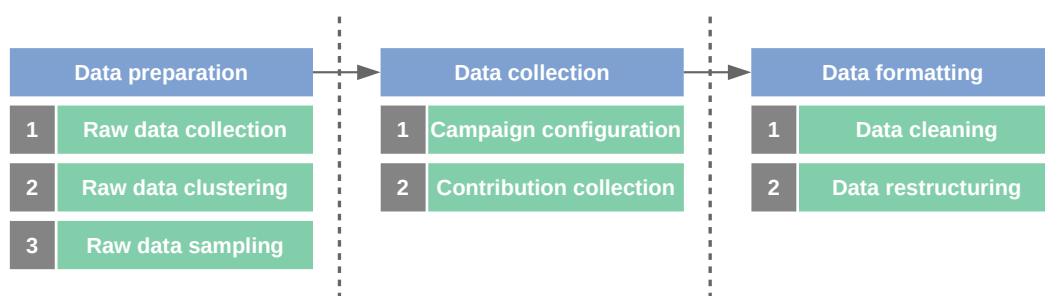 Data preparation
1 Raw data collection
2 Raw data clustering
3 Raw data sampling
Data collection
1 Campaign configuration
2 Contribution collection
Data formatting
1 Data cleaning
2 Data restructuring